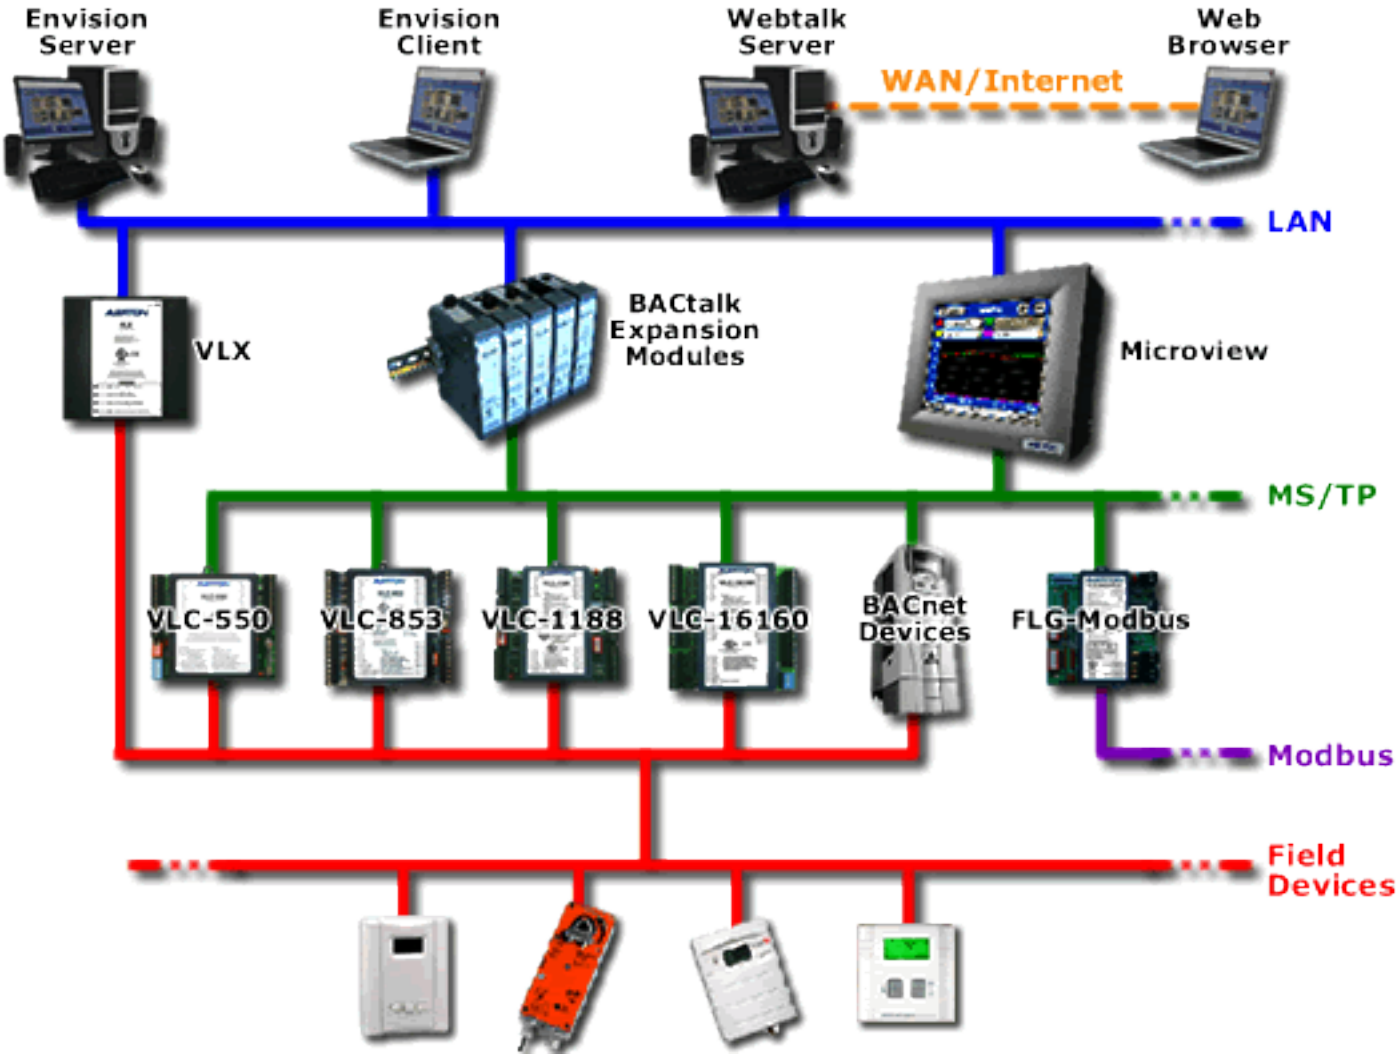 Envision
Server
Envision
Client
Webtalk
Server
Web
Browser
WAN/Internet
LAN
VLX
BACtalk
Expansion
Modules
Microview
MS/TP
VLC-550
VLC-853
VLC-1188
VLC-16160
BACnet
Devices
FLG-Modbus
Modbus
Field
Devices